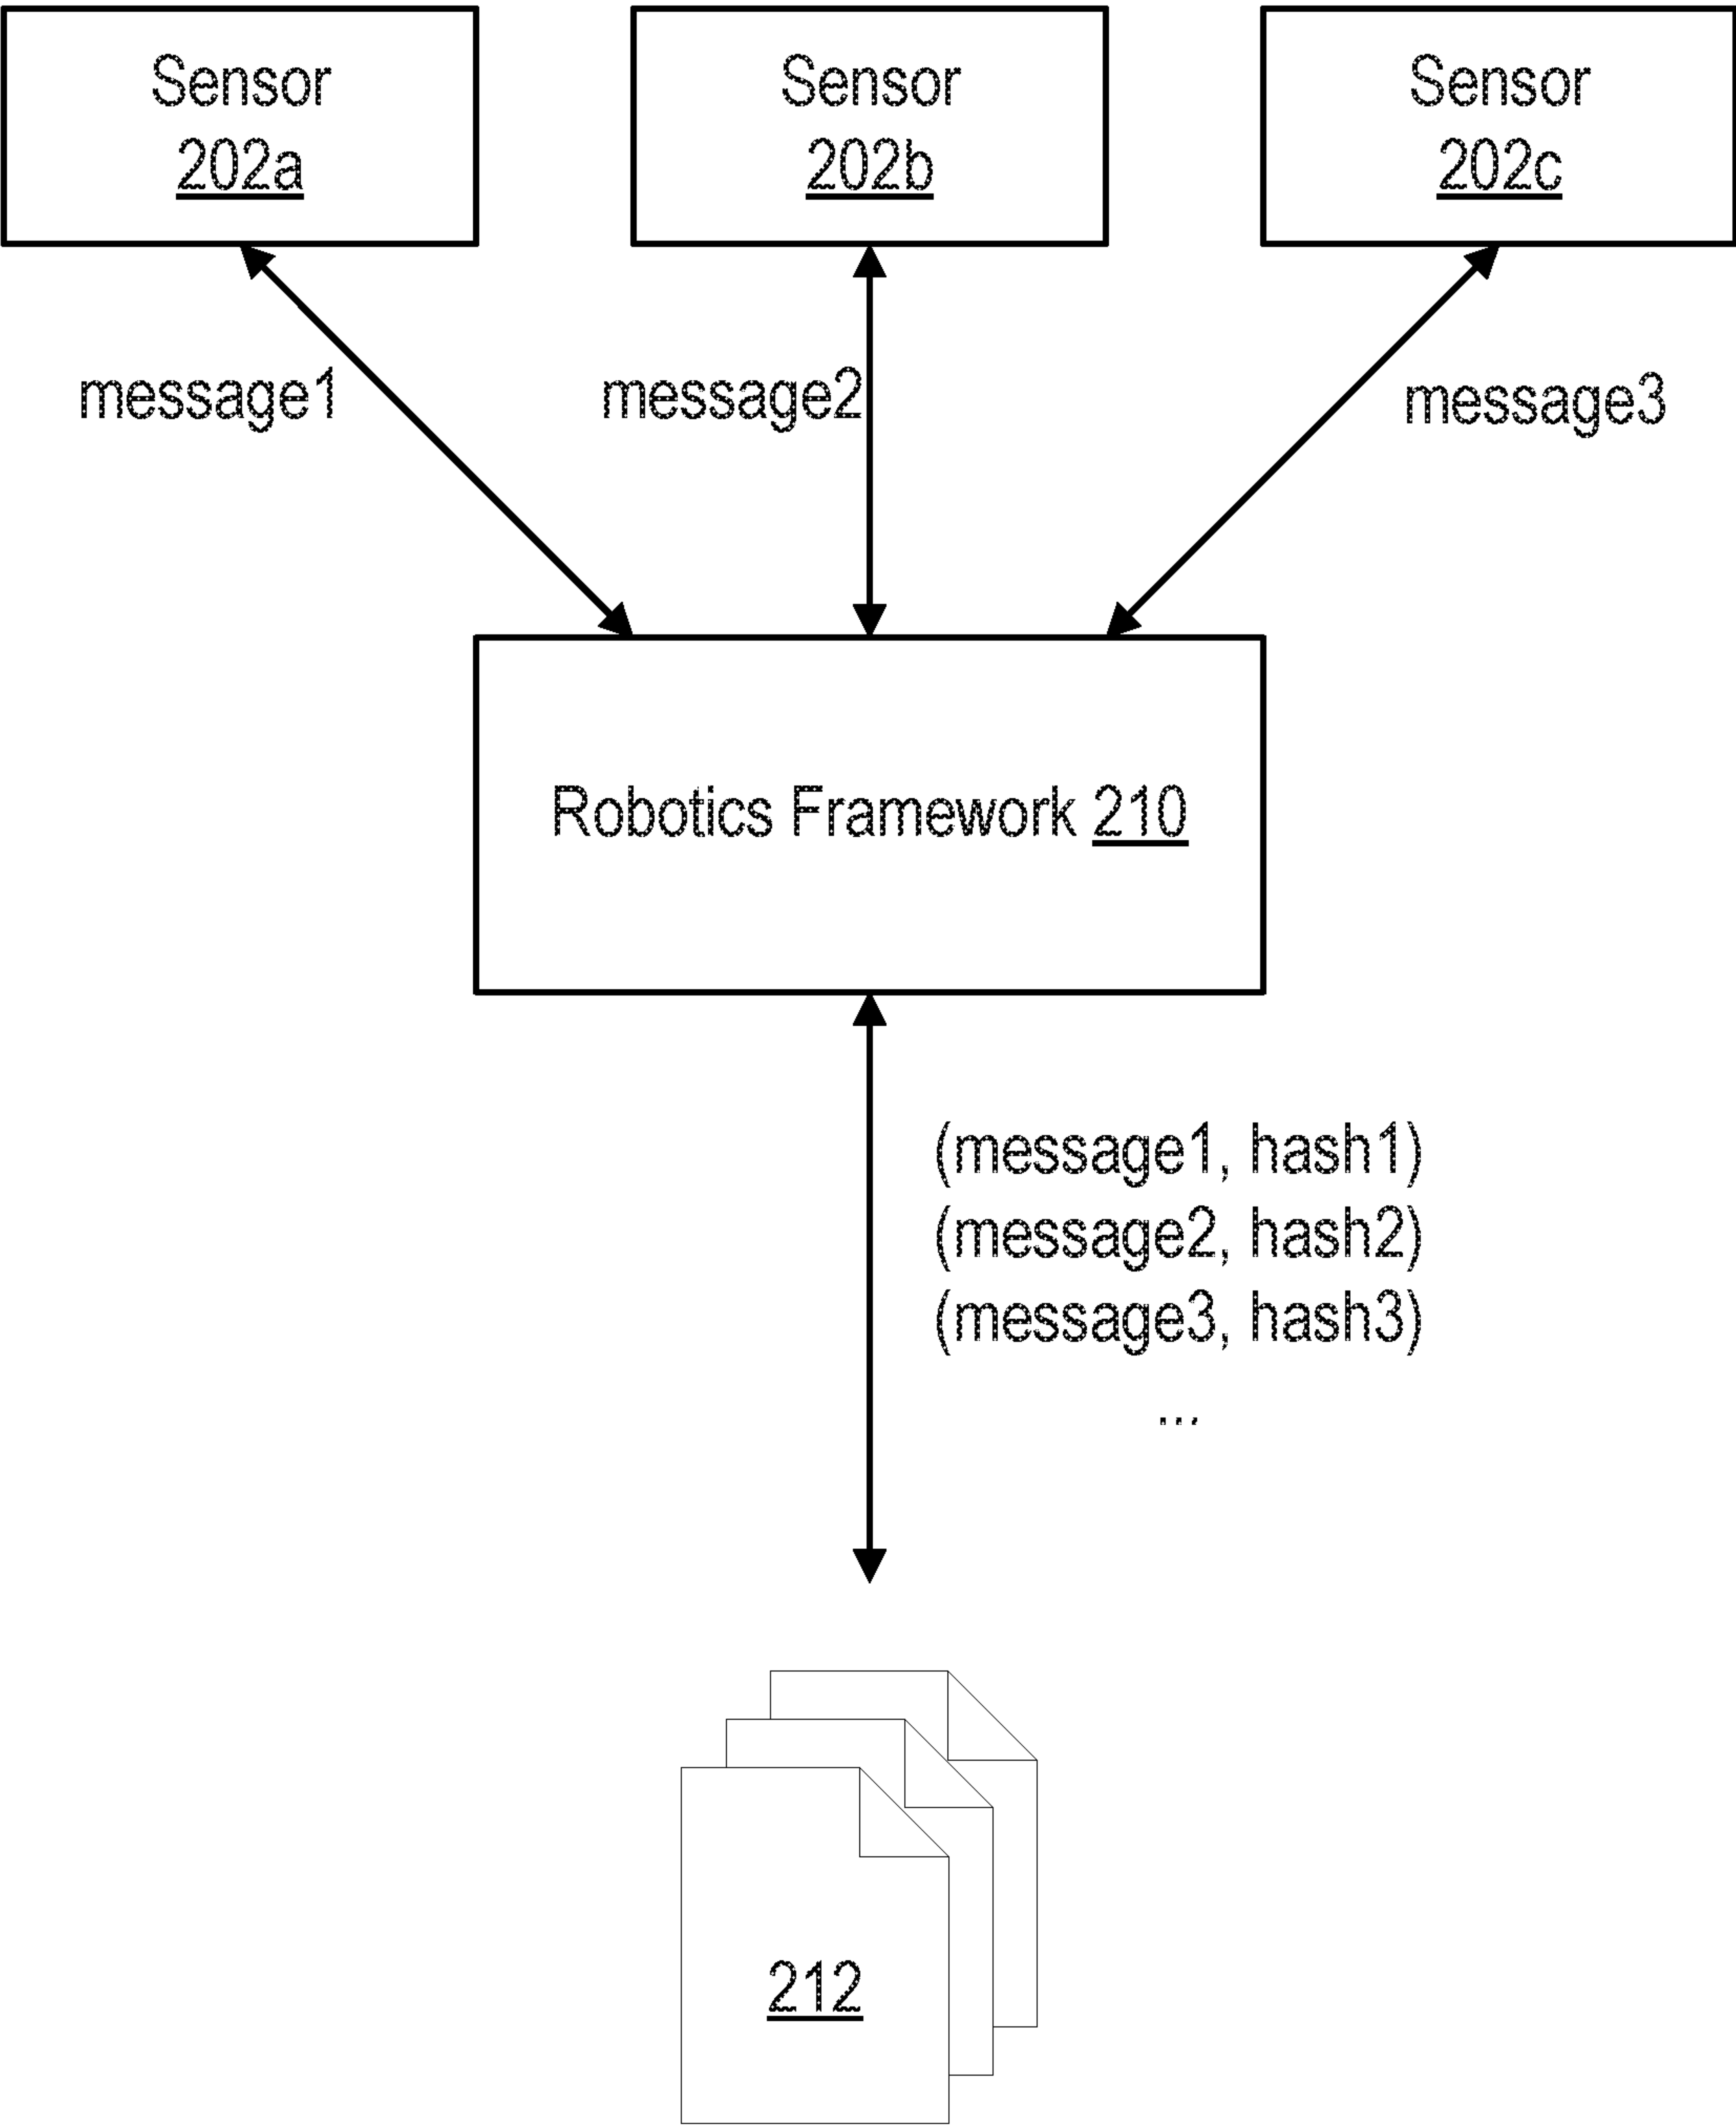 Sensor
202a
Sensor
202b
Sensor
202c
message1
message2
message3
Robotics Framework 210
(message1, hash1)
(message2, hash2)
(message3, hash3)
...
212